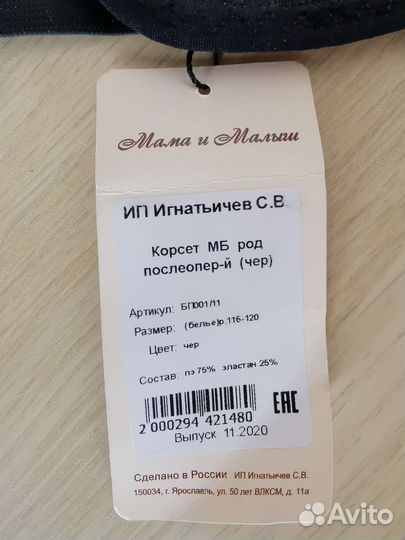 Мама и Малыш
ИП Игнатьичев С.В
Корсет МБ род
послеопер-й (чер)
Артикул: БП001/11
Размер: (белье)р.116-120
Цвет: чер
Состав: пэ 75% эластан 25%
2 000294 421480
EAC
Выпуск 11.2020
Сделано в России ИП Игнатьичев С.В.
150034, г. Ярославль, ул. 50 лет ВЛКСМ, д. 11а
Avito